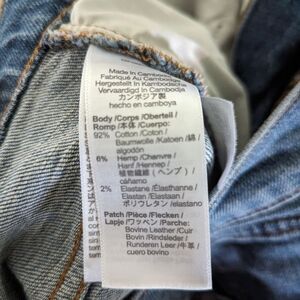 Made In Cambodia
Fabriqué Au Cambodge
Hergestellt In Kambodscha
Vervaardigd In Cambodja
カンボジア製
hecho en camboya
Body /Corps /Oberteil /
Romp /本体 /Cuerpo:
92% Cotton /Coton /
Baumwolle /Katoen /綿 /
algodón
6% Hemp /Chanvre /
Hanf /Hennep /
植物繊維 (ヘンプ) /
cáñamo
2% Elastane /Élasthanne /
Elastan /Elastaan /
ポリウレタン /elastano
Patch /Pièce /Flecken /
Lapje /ワッペン /Parche:
Bovine Leather /Cuir
Bovin /Rindsleder /
Runderen Leer /牛革 /
cuero bovino